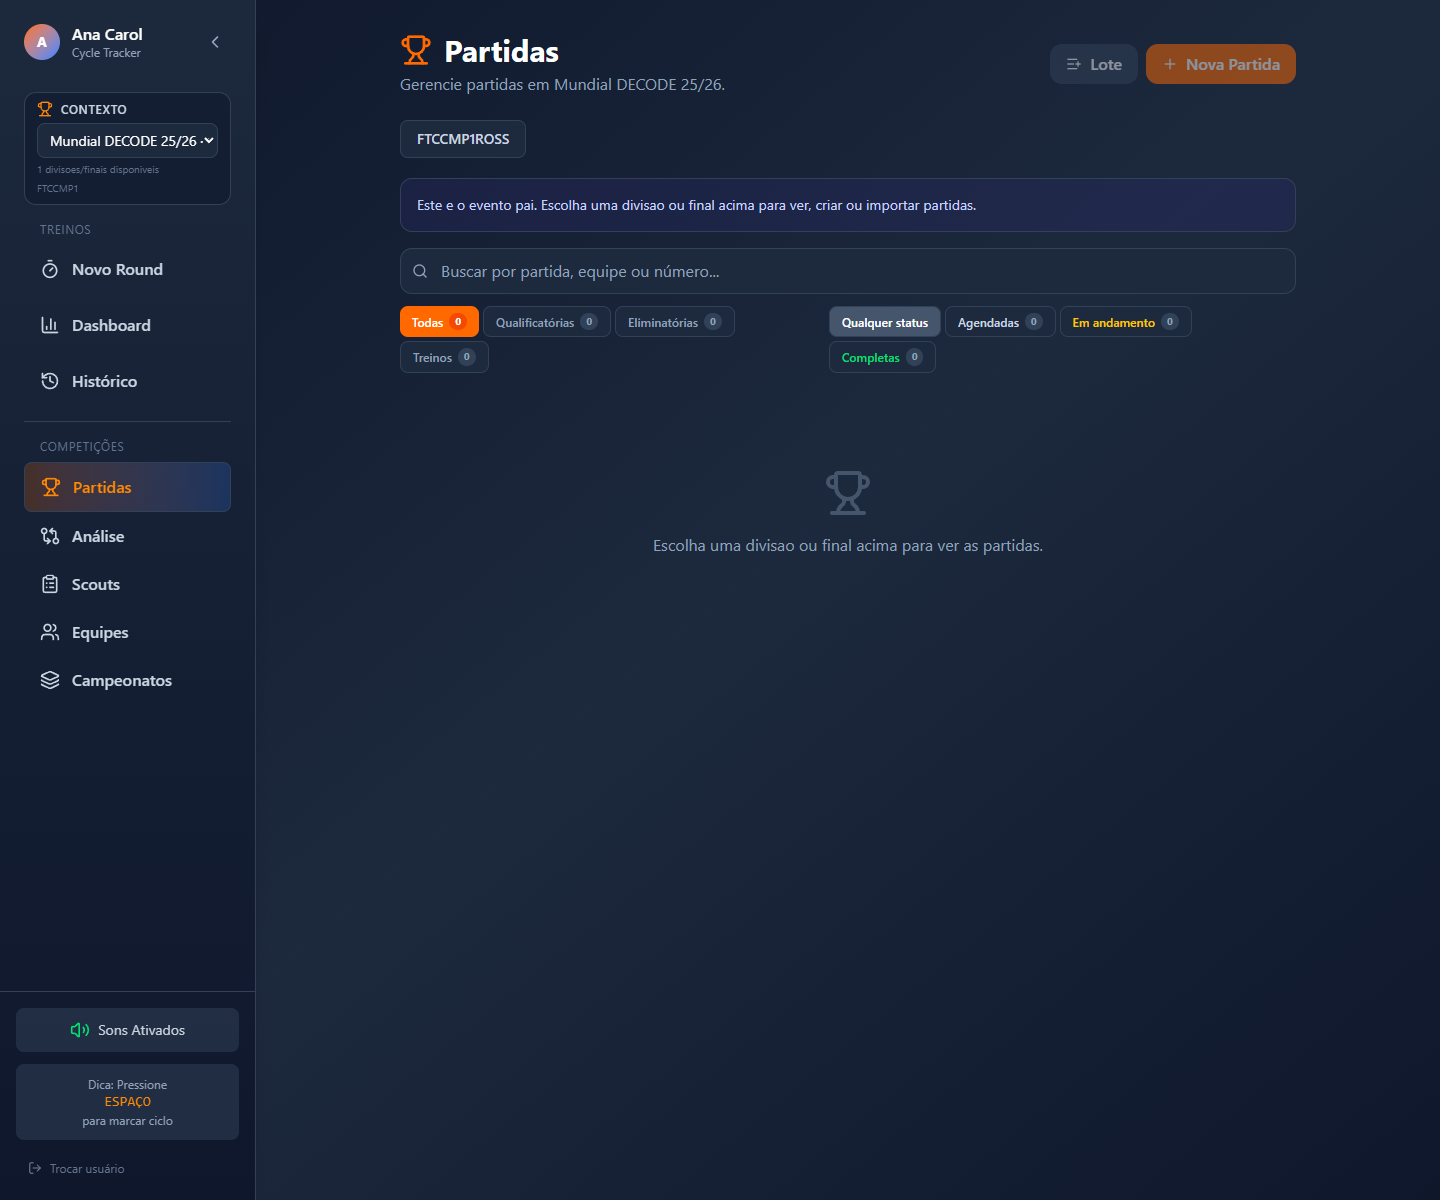 A
Ana Carol
Cycle Tracker
CONTEXTO
Mundial DECODE 25/26 -
1 divisoes/finais disponiveis
FTCCMP1
TREINOS
Novo Round
Dashboard
Histórico
COMPETIÇÕES
Partidas
Análise
Scouts
Equipes
Campeonatos
Sons Ativados
Dica: Pressione
ESPAÇO
para marcar ciclo
Trocar usuário
Partidas
Gerencie partidas em Mundial DECODE 25/26.
Lote
Nova Partida
FTCCMP1ROSS
Este e o evento pai. Escolha uma divisao ou final acima para ver, criar ou importar partidas.
Buscar por partida, equipe ou número...
Todas 0 Qualificatórias 0 Eliminatórias 0
Treinos 0
Qualquer status Agendadas 0 Em andamento 0
Completas 0
Escolha uma divisao ou final acima para ver as partidas.